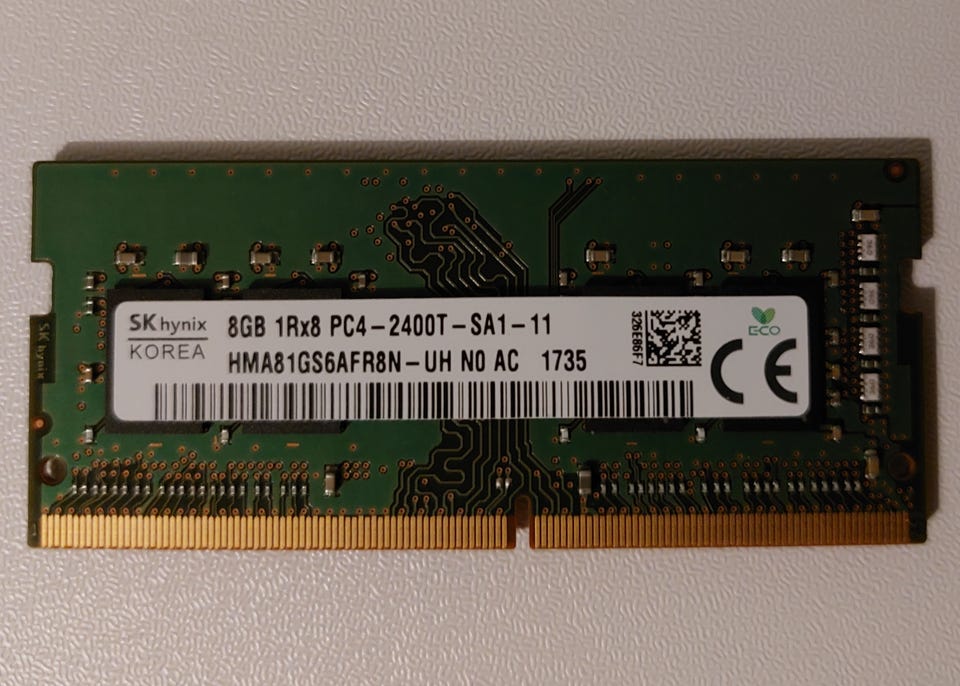 SK hynix
KOREA
8GB 1Rx8 PC4-2400T-SA1-11
HMA81GS6AFR8N-UH N0 AC 1735
326E86F7
ECO
CE
SK hynix